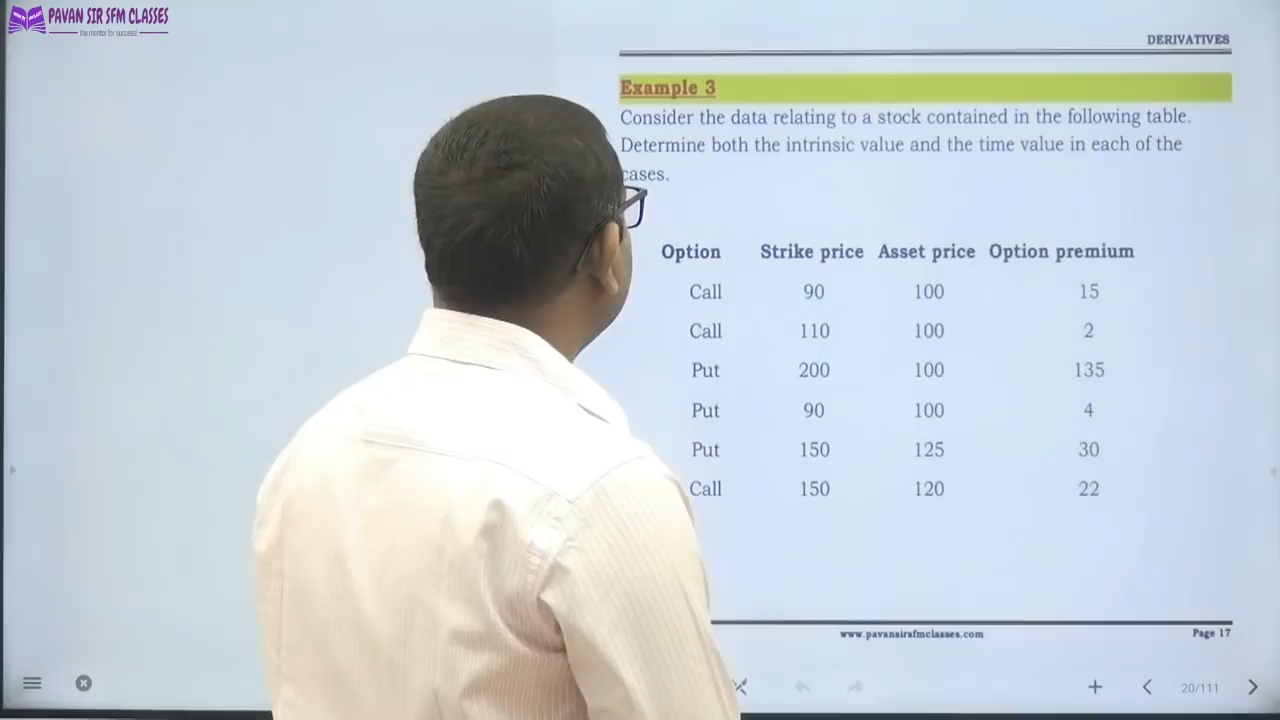 PAVAN SIR SFM CLASSES
the mentor for success!
DERIVATIVES
Example 3
Consider the data relating to a stock contained in the following table.
Determine both the intrinsic value and the time value in each of the
cases.
Option Strike price Asset price Option premium
Call 90 100 15
Call 110 100 2
Put 200 100 135
Put 90 100 4
Put 150 125 30
Call 150 120 22
www.pavansirsfmclasses.com Page 17
20/111